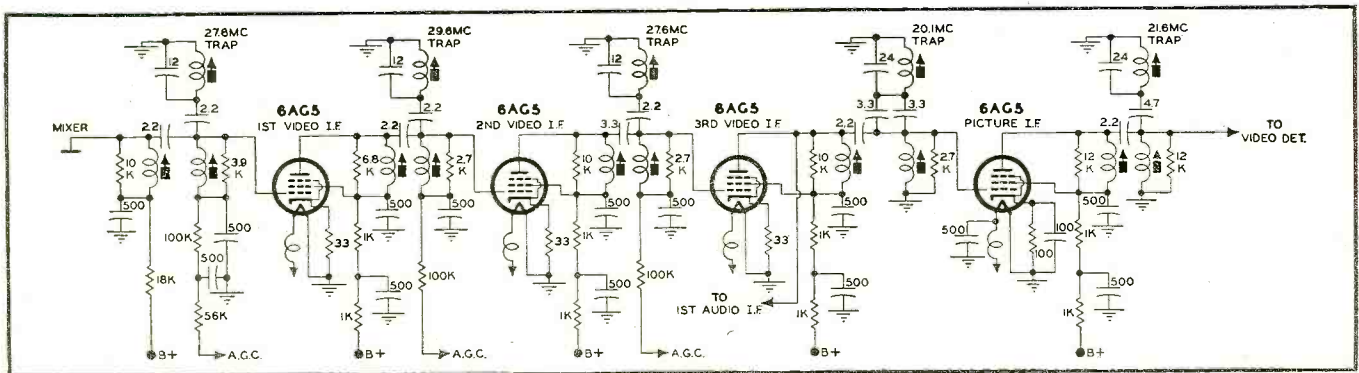 27.6MC
TRAP
29.6MC
TRAP
27.6MC
TRAP
20.1MC
TRAP
21.6MC
TRAP
12
12
12
24
24
2.2
2.2
2.2
3.3
3.3
4.7
MIXER
2.2
6AG5
1ST VIDEO I.F.
2.2
6AG5
2ND VIDEO I.F.
3.3
6AG5
3RD VIDEO I.F
2.2
6AG5
PICTURE I.F.
2.2
TO
VIDEO DET.
10
K
3.9
K
6.8
K
2.7
K
10
K
2.7
K
10
K
2.7
K
12
K
12
K
500
500
500
500
500
500
500
500
100K
500
33
1K
33
1K
33
1K
500
100
100
1K
18K
56K
500
100K
500
100K
TO
1ST AUDIO I.F.
500
500
1K
1K
1K
1K
B+
A.G.C.
B+
A.G.C.
B+
A.G.C.
B+
B+